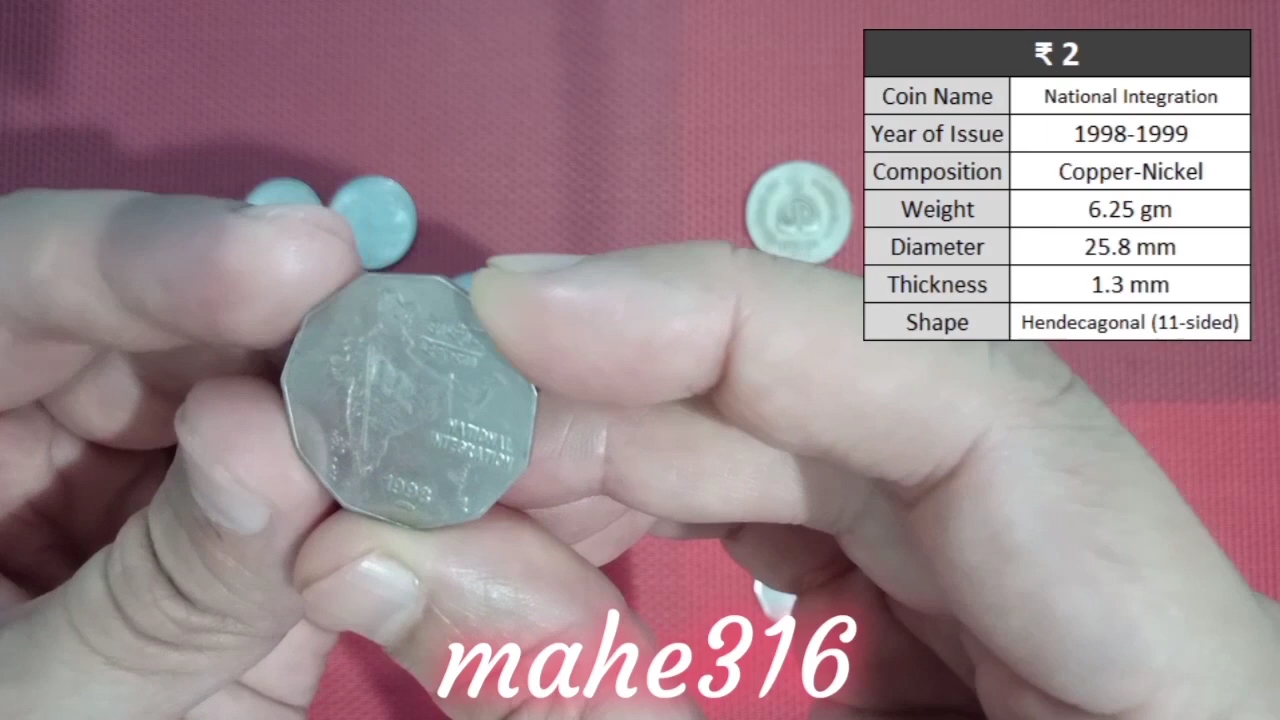 ₹ 2
Coin Name National Integration
Year of Issue 1998-1999
Composition Copper-Nickel
Weight 6.25 gm
Diameter 25.8 mm
Thickness 1.3 mm
Shape Hendecagonal (11-sided)
NATIONAL
INTEGRATION
1998
mahe316